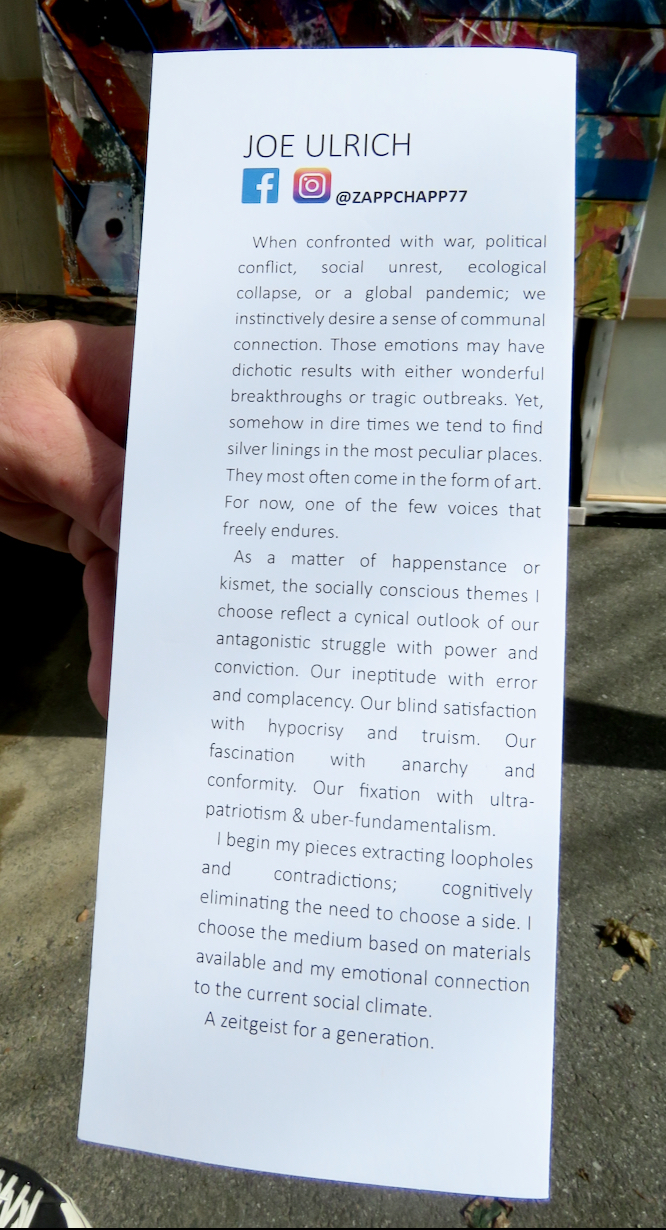 JOE ULRICH
@ZAPPCHAPP77
When confronted with war, political
conflict, social unrest, ecological
collapse, or a global pandemic; we
instinctively desire a sense of communal
connection. Those emotions may have
dichotic results with either wonderful
breakthroughs or tragic outbreaks. Yet,
somehow in dire times we tend to find
silver linings in the most peculiar places.
They most often come in the form of art.
For now, one of the few voices that
freely endures.
As a matter of happenstance or
kismet, the socially conscious themes I
choose reflect a cynical outlook of our
antagonistic struggle with power and
conviction. Our ineptitude with error
and complacency. Our blind satisfaction
with hypocrisy and truism. Our
fascination with anarchy and
conformity. Our fixation with ultra-
patriotism & uber-fundamentalism.
I begin my pieces extracting loopholes
and contradictions; cognitively
eliminating the need to choose a side. I
choose the medium based on materials
available and my emotional connection
to the current social climate.
A zeitgeist for a generation.